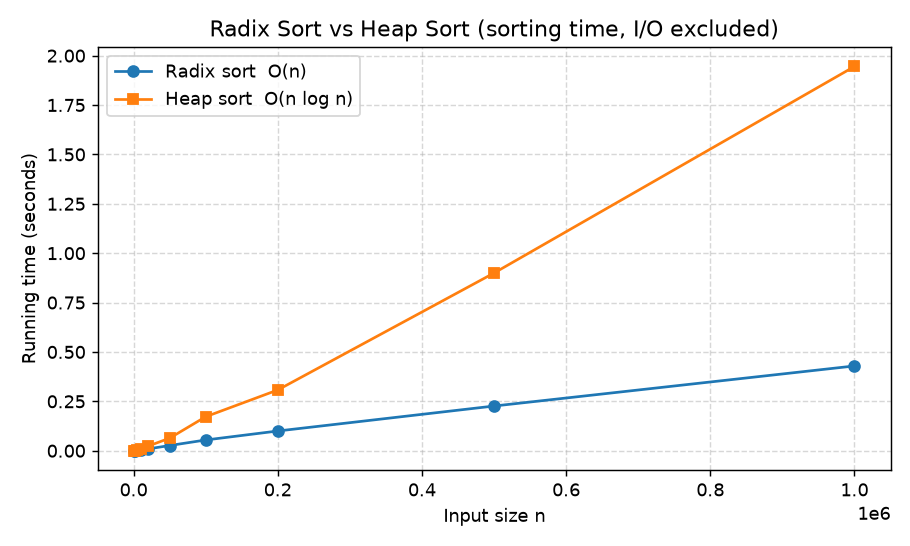 Radix Sort vs Heap Sort (sorting time, I/O excluded)
Radix sort  O(n)
Heap sort  O(n log n)
Running time (seconds)
2.00
1.75
1.50
1.25
1.00
0.75
0.50
0.25
0.00
0.0 0.2 0.4 0.6 0.8 1.0
1e6
Input size n